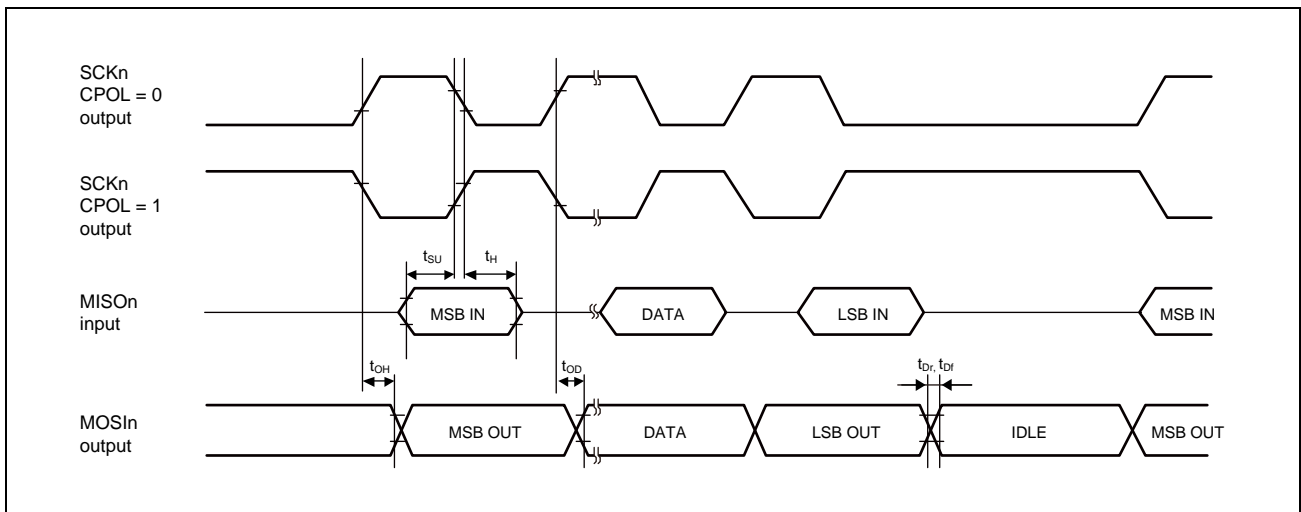 SCKn
CPOL = 0
output
SCKn
CPOL = 1
output
tSU
tH
MISOn
input
MSB IN
DATA
LSB IN
MSB IN
tOH
tOD
tDr, tDf
MOSIn
output
MSB OUT
DATA
LSB OUT
IDLE
MSB OUT